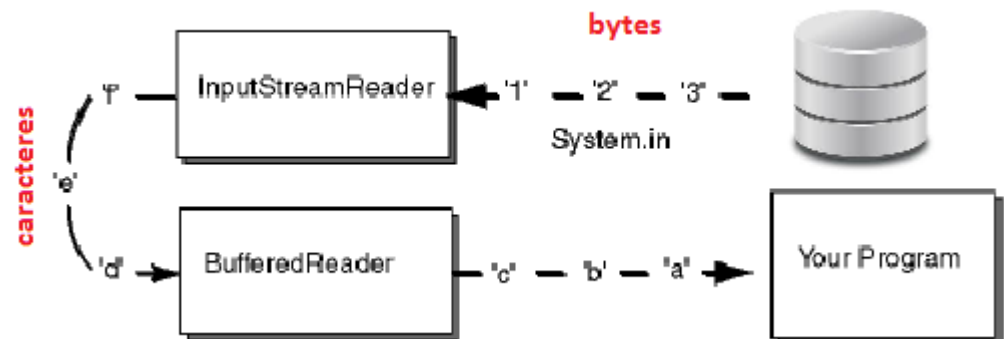 bytes
InputStreamReader
'1' '2" '3"
System.in
'f'
'e'
'd"
caracteres
BufferedReader
"c" 'b' "a"
Your Program